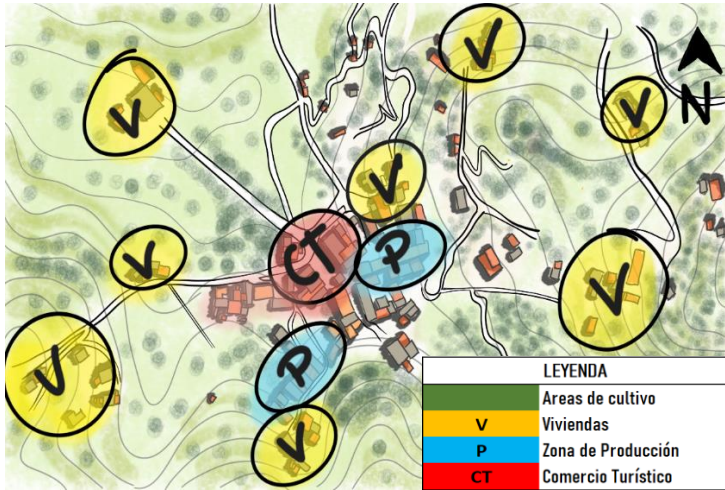 V
V
V
N
V
CT
P
V
V
V
P
V
LEYENDA
Areas de cultivo
V Viviendas
P Zona de Producción
CT Comercio Turístico